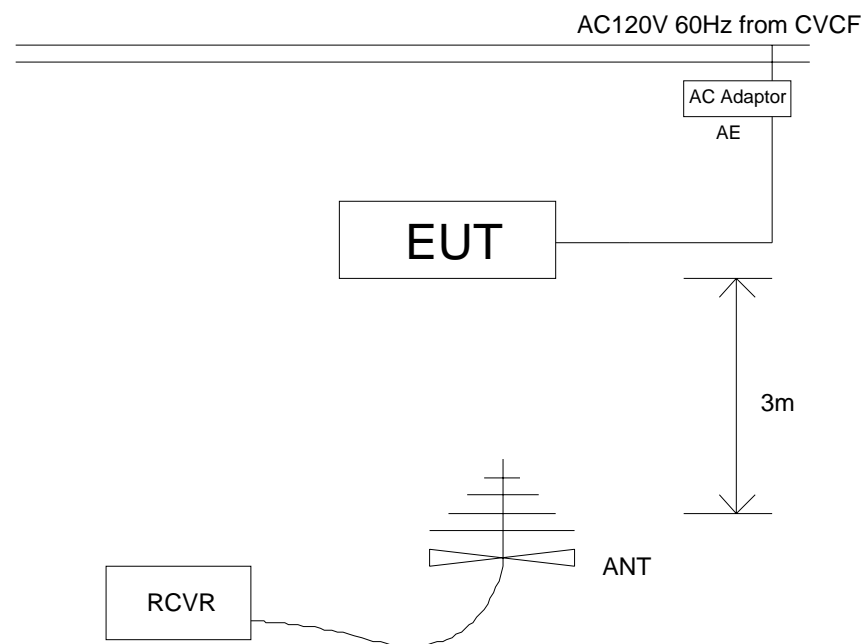 AC120V 60Hz from CVCF
AC Adaptor
AE
EUT
3m
ANT
RCVR